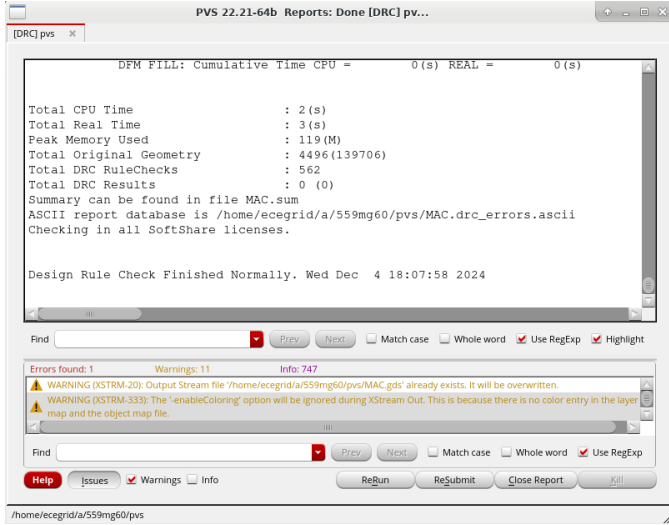 PVS 22.21-64b Reports: Done [DRC] pv...
[DRC] pvs
DFM FILL: Cumulative Time CPU = 0(s) REAL = 0(s)
Total CPU Time : 2(s)
Total Real Time : 3(s)
Peak Memory Used : 119(M)
Total Original Geometry : 4496(139706)
Total DRC RuleChecks : 562
Total DRC Results : 0 (0)
Summary can be found in file MAC.sum
ASCII report database is /home/ecegrid/a/559mg60/pvs/MAC.drc_errors.ascii
Checking in all SoftShare licenses.
Design Rule Check Finished Normally. Wed Dec 4 18:07:58 2024
Find Prev Next Match case Whole word Use RegExp Highlight
Errors found: 1 Warnings: 11 Info: 747
WARNING (XSTRM-20): Output Stream file '/home/ecegrid/a/559mg60/pvs/MAC.gds' already exists. It will be overwritten.
WARNING (XSTRM-333): The '-enableColoring' option will be ignored during XStream Out. This is because there is no color entry in the layer
map and the object map file.
Find Prev Next Match case Whole word Use RegExp
Help Issues Warnings Info ReRun ReSubmit Close Report Kill
/home/ecegrid/a/559mg60/pvs